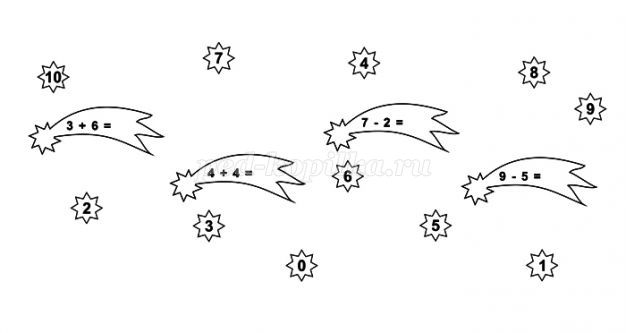 7
4
8
10
9
3 + 6 =
7 - 2 =
4 + 4 =
6
9 - 5 =
2
3
5
0
1